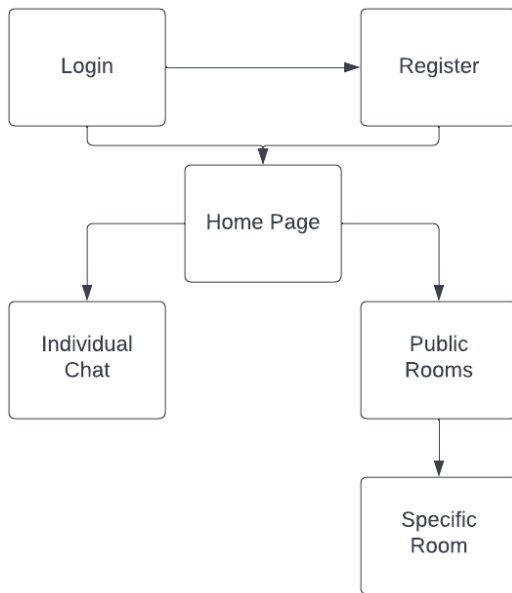 Login
Register
Home Page
Individual
Chat
Public
Rooms
Specific
Room